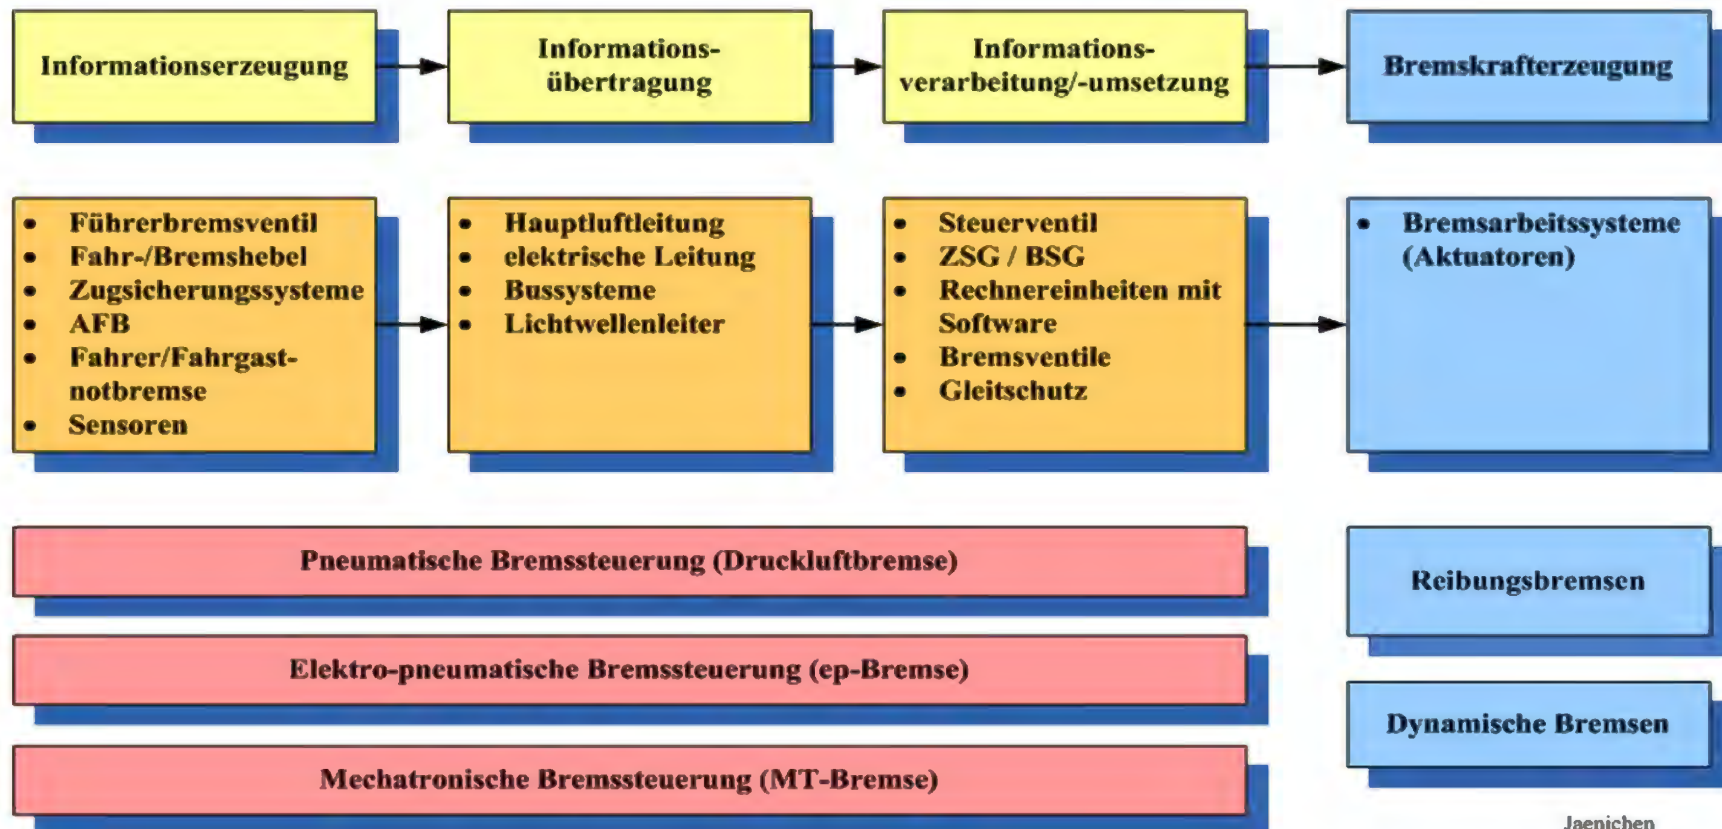 Informationserzeugung
Informations-
übertragung
Informations-
verarbeitung/-umsetzung
Bremskrafterzeugung
• Führerbremsventil
• Fahr-/Bremshebel
• Zugsicherungssysteme
• AFB
• Fahrer/Fahrgast-
notbremse
• Sensoren
• Hauptluftleitung
• elektrische Leitung
• Bussysteme
• Lichtwellenleiter
• Steuerventil
• ZSG / BSG
• Rechnereinheiten mit
Software
• Bremsventile
• Gleitschutz
• Bremsarbeitssysteme
(Aktuatoren)
Pneumatische Bremssteuerung (Druckluftbremse)
Elektro-pneumatische Bremssteuerung (ep-Bremse)
Mechatronische Bremssteuerung (MT-Bremse)
Reibungsbremsen
Dynamische Bremsen
Jaenichen